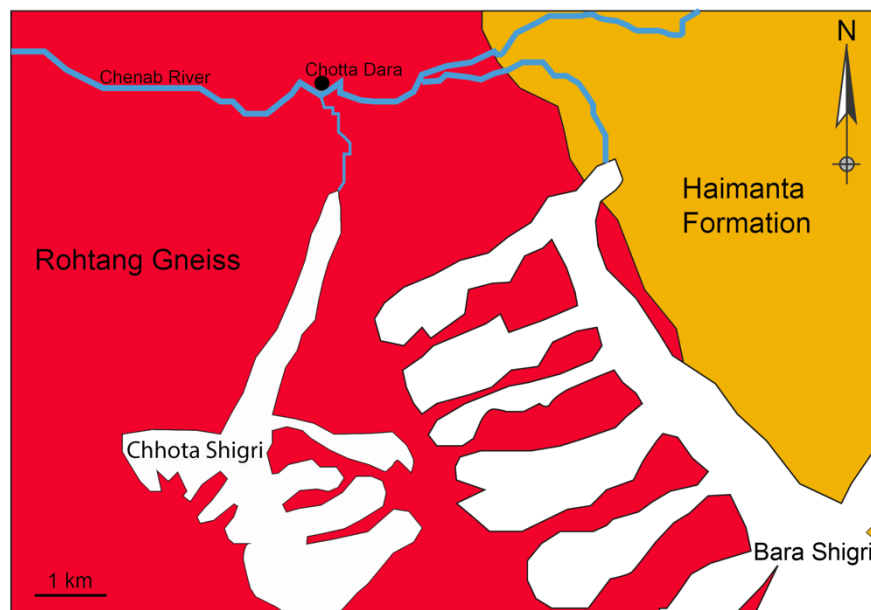 N
Chenab River
Chotta Dara
Haimanta
Formation
Rohtang Gneiss
Chhota Shigri
Bara Shigri
1 km